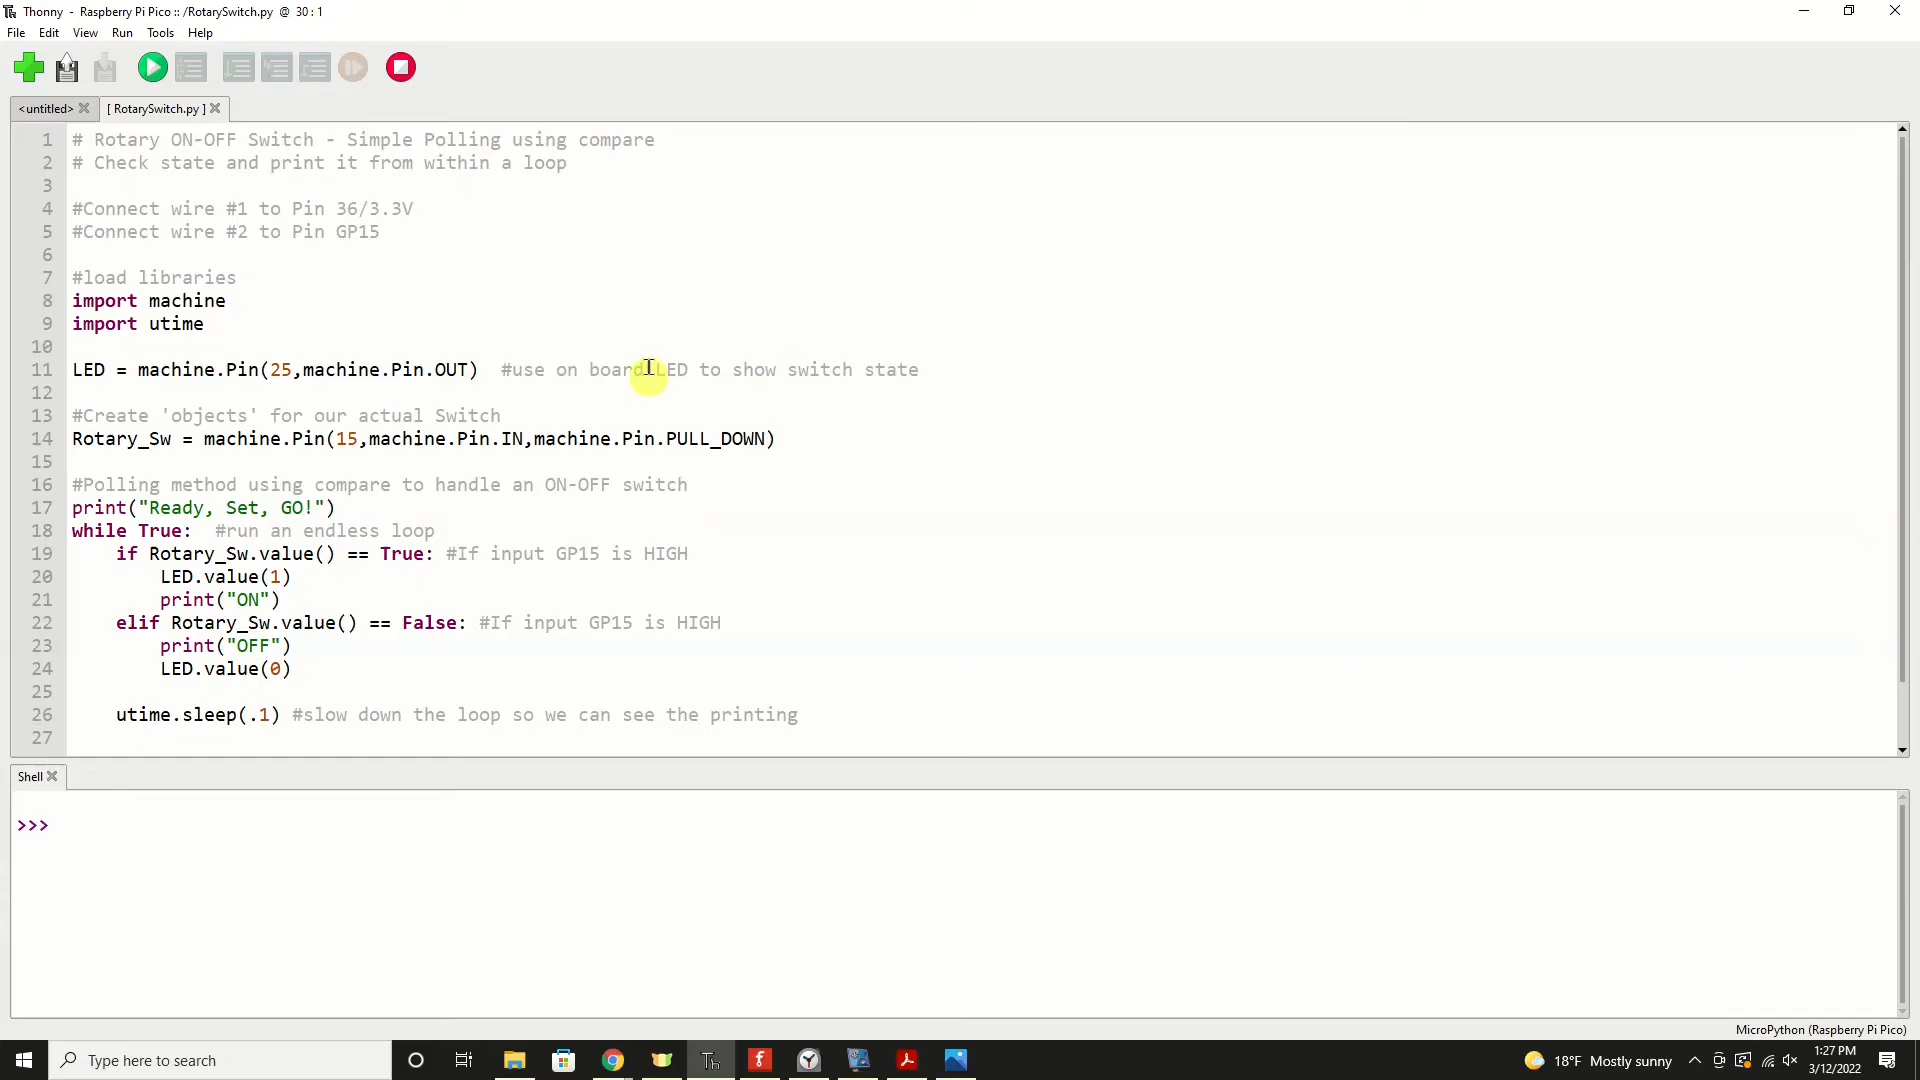 Thonny - Raspberry Pi Pico :: /RotarySwitch.py @ 30 : 1
File Edit View Run Tools Help
<untitled> [ RotarySwitch.py ]
1 # Rotary ON-OFF Switch - Simple Polling using compare
2 # Check state and print it from within a loop
3
4 #Connect wire #1 to Pin 36/3.3V
5 #Connect wire #2 to Pin GP15
6
7 #load libraries
8 import machine
9 import utime
10
11 LED = machine.Pin(25,machine.Pin.OUT)  #use on board LED to show switch state
12
13 #Create 'objects' for our actual Switch
14 Rotary_Sw = machine.Pin(15,machine.Pin.IN,machine.Pin.PULL_DOWN)
15
16 #Polling method using compare to handle an ON-OFF switch
17 print("Ready, Set, GO!")
18 while True:  #run an endless loop
19     if Rotary_Sw.value() == True: #If input GP15 is HIGH
20         LED.value(1)
21         print("ON")
22     elif Rotary_Sw.value() == False: #If input GP15 is HIGH
23         print("OFF")
24         LED.value(0)
25
26     utime.sleep(.1) #slow down the loop so we can see the printing
27
Shell
>>>
MicroPython (Raspberry Pi Pico)
Type here to search
18°F Mostly sunny
1:27 PM
3/12/2022